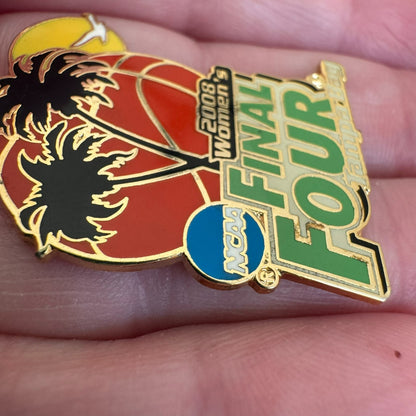 2008
Women's
FINAL
FOUR
NCAA
®